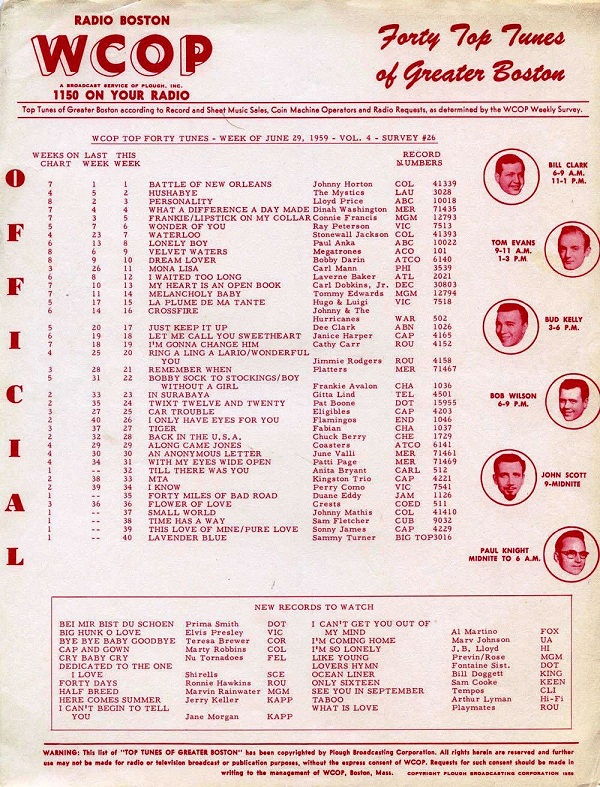 RADIO BOSTON
WCOP
A BROADCAST SERVICE OF PLOUGH, INC.
1150 ON YOUR RADIO
Forty Top Tunes
of Greater Boston
Top Tunes of Greater Boston according to Record and Sheet Music Sales, Coin Machine Operators and Radio Requests, as determined by the WCOP Weekly Survey.
OFFICIAL
WCOP TOP FORTY TUNES - WEEK OF JUNE 29, 1959 - VOL. 4 - SURVEY #26
WEEKS ON LAST THIS RECORD
CHART WEEK WEEK NUMBERS
7 1 1 BATTLE OF NEW ORLEANS Johnny Horton COL 41339
4 5 2 HUSHABYE The Mystics LAU 3028
8 2 3 PERSONALITY Lloyd Price ABC 10018
7 4 4 WHAT A DIFFERENCE A DAY MADE Dinah Washington MER 71435
7 3 5 FRANKIE/LIPSTICK ON MY COLLAR Connie Francis MGM 12793
5 7 6 WONDER OF YOU Ray Peterson VIC 7513
4 23 7 WATERLOO Stonewall Jackson COL 41393
6 13 8 LONELY BOY Paul Anka ABC 10022
8 6 9 VELVET WATERS Megatrones ACO 101
8 9 10 DREAM LOVER Bobby Darin ATCO 6140
3 26 11 MONA LISA Carl Mann PHI 3539
6 8 12 I WAITED TOO LONG Laverne Baker ATL 2021
7 10 13 MY HEART IS AN OPEN BOOK Carl Dobkins, Jr. DEC 30803
7 11 14 MELANCHOLY BABY Tommy Edwards MGM 12794
5 17 15 LA PLUME DE MA TANTE Hugo & Luigi VIC 7518
6 14 16 CROSSFIRE Johnny & The
Hurricanes WAR 502
5 20 17 JUST KEEP IT UP Dee Clark ABN 1026
6 19 18 LET ME CALL YOU SWEETHEART Janice Harper CAP 4165
7 18 19 I'M GONNA CHANGE HIM Cathy Carr ROU 4152
4 25 20 RING A LING A LARIO/WONDERFUL
YOU Jimmie Rodgers ROU 4158
3 28 21 REMEMBER WHEN Platters MER 71467
5 31 22 BOBBY SOCK TO STOCKINGS/BOY
WITHOUT A GIRL Frankie Avalon CHA 1036
2 33 23 IN SURABAYA Gitta Lind TEL 4501
2 35 24 TWIXT TWELVE AND TWENTY Pat Boone DOT 15955
3 27 25 CAR TROUBLE Eligibles CAP 4203
2 40 26 I ONLY HAVE EYES FOR YOU Flamingos END 1046
3 37 27 TIGER Fabian CHA 1037
2 32 28 BACK IN THE U.S.A. Chuck Berry CHE 1729
4 29 29 ALONG CAME JONES Coasters ATCO 6141
4 30 30 AN ANONYMOUS LETTER June Valli MER 71461
4 34 31 WITH MY EYES WIDE OPEN Patti Page MER 71469
1 -- 32 TILL THERE WAS YOU Anita Bryant CARL 512
2 38 33 MTA Kingston Trio CAP 4221
2 39 34 I KNOW Perry Como VIC 7541
1 -- 35 FORTY MILES OF BAD ROAD Duane Eddy JAM 1126
3 36 36 FLOWER OF LOVE Crests COED 511
1 -- 37 SMALL WORLD Johnny Mathis COL 41410
1 -- 38 TIME HAS A WAY Sam Fletcher CUB 9032
1 -- 39 THIS LOVE OF MINE/PURE LOVE Sonny James CAP 4229
1 -- 40 LAVENDER BLUE Sammy Turner BIG TOP 3016
BILL CLARK
6-9 A.M.
11-1 P.M.
TOM EVANS
9-11 A.M.
1-3 P.M
BUD KELLY
3-6 P.M.
BOB WILSON
6-9 P.M.
JOHN SCOTT
9-MIDNITE
PAUL KNIGHT
MIDNITE TO 6 A.M.
NEW RECORDS TO WATCH
BEI MIR BIST DU SCHOEN Prima Smith DOT
BIG HUNK O LOVE Elvis Presley VIC
BYE BYE BABY GOODBYE Teresa Brewer COR
CAP AND GOWN Marty Robbins COL
CRY BABY CRY Nu Tornadoes FEL
DEDICATED TO THE ONE
I LOVE Shirells SCE
FORTY DAYS Ronnie Hawkins ROU
HALF BREED Marvin Rainwater MGM
HERE COMES SUMMER Jerry Keller KAPP
I CAN'T BEGIN TO TELL
YOU Jane Morgan KAPP
I CAN'T GET YOU OUT OF
MY MIND Al Martino FOX
I'M COMING HOME Marv Johnson UA
I'M SO LONELY J.B. Lloyd HI
LIKE YOUNG Previn/Rose MGM
LOVERS HYMN Fontaine Sist. DOT
OCEAN LINER Bill Doggett KING
ONLY SIXTEEN Sam Cooke KEEN
SEE YOU IN SEPTEMBER Tempos CLI
TABOO Arthur Lyman Hi-Fi
WHAT IS LOVE Playmates ROU
WARNING: This list of "TOP TUNES OF GREATER BOSTON" has been copyrighted by Plough Broadcasting Corporation. All rights herein are reserved and further
use may not be made for radio or television broadcast or publication purposes, without the express consent of WCOP. Requests for such consent should be made in
writing to the management of WCOP, Boston, Mass. COPYRIGHT PLOUGH BROADCASTING CORPORATION 1959